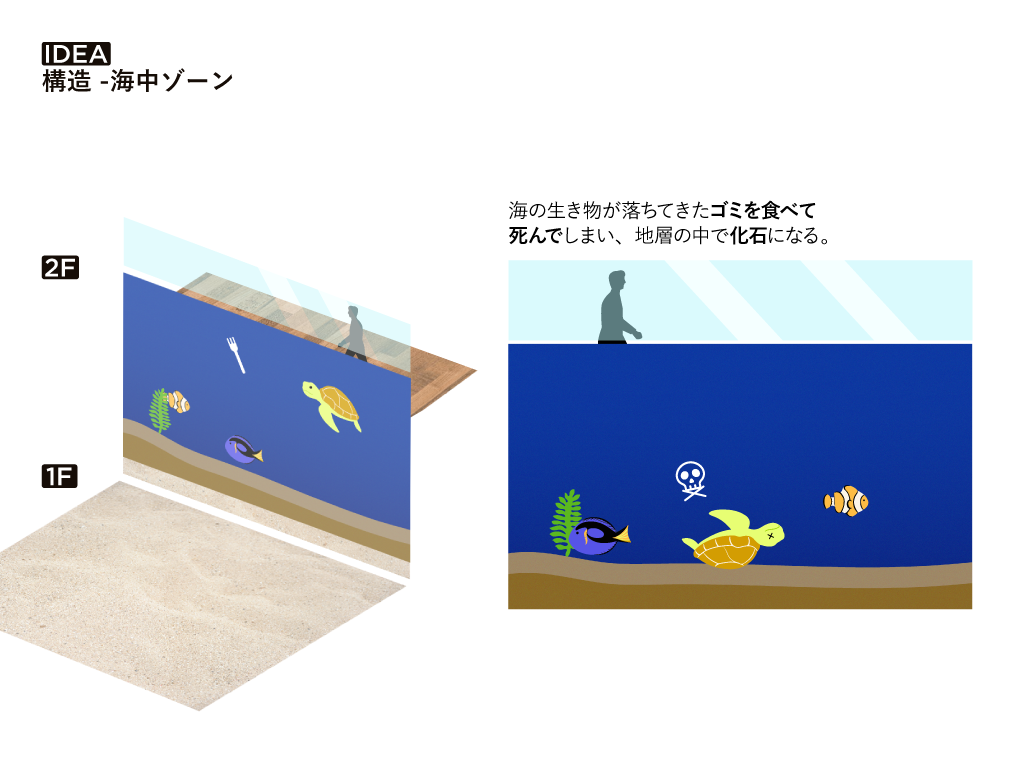 IDEA
構造 -海中ゾーン
海の生き物が落ちてきたゴミを食べて
死んでしまい、地層の中で化石になる。
2F
1F